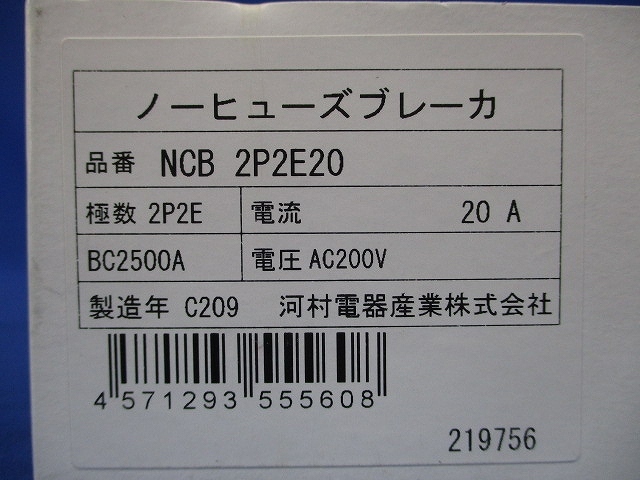 ノーヒューズブレーカ
品番 NCB 2P2E20
極数 2P2E 電流 20 A
BC2500A 電圧 AC200V
製造年 C209 河村電器産業株式会社
4 571293 555608
219756